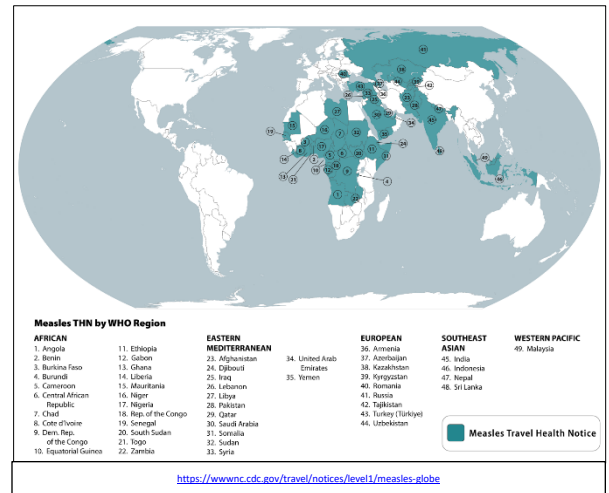 Measles THN by WHO Region
AFRICAN
1. Angola
2. Benin
3. Burkina Faso
4. Burundi
5. Cameroon
6. Central African
Republic
7. Chad
8. Cote d'Ivoire
9. Dem. Rep.
of the Congo
10. Equatorial Guinea
11. Ethiopia
12. Gabon
13. Ghana
14. Liberia
15. Mauritania
16. Niger
17. Nigeria
18. Rep. of the Congo
19. Senegal
20. South Sudan
21. Togo
22. Zambia
EASTERN
MEDITERRANEAN
23. Afghanistan
24. Djibouti
25. Iraq
26. Lebanon
27. Libya
28. Pakistan
29. Qatar
30. Saudi Arabia
31. Somalia
32. Sudan
33. Syria
34. United Arab
Emirates
35. Yemen
EUROPEAN
36. Armenia
37. Azerbaijan
38. Kazakhstan
39. Kyrgyzstan
40. Romania
41. Russia
42. Tajikistan
43. Turkey (Türkiye)
44. Uzbekistan
SOUTHEAST
ASIAN
45. India
46. Indonesia
47. Nepal
48. Sri Lanka
WESTERN PACIFIC
49. Malaysia
Measles Travel Health Notice
https://wwwnc.cdc.gov/travel/notices/level1/measles-globe